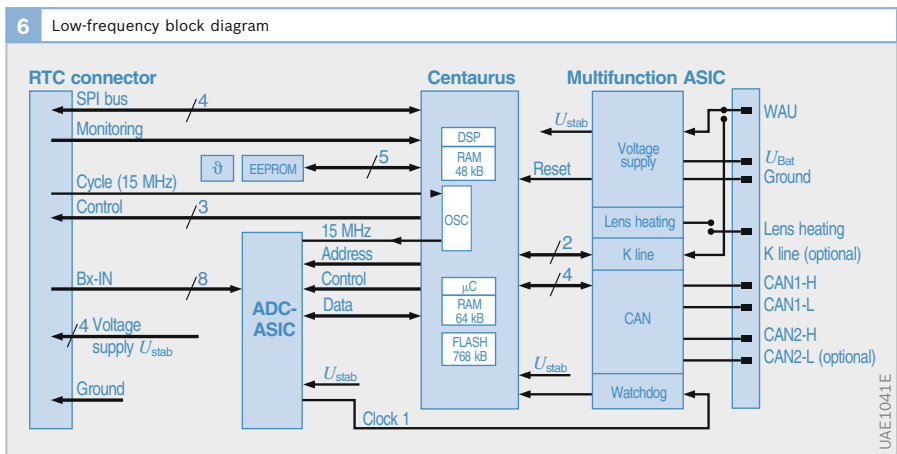 6 Low-frequency block diagram
RTC connector
Centaurus
Multifunction ASIC
SPI bus
4
Monitoring
ϑ
EEPROM
5
Cycle (15 MHz)
Control
3
15 MHz
Address
Control
Data
Bx-IN
8
ADC-
ASIC
4 Voltage
supply Ustab
Ground
Ustab
Clock 1
DSP
RAM
48 kB
OSC
µC
RAM
64 kB
FLASH
768 kB
Ustab
Reset
2
4
Ustab
Voltage
supply
Lens heating
K line
CAN
Watchdog
WAU
UBat
Ground
Lens heating
K line (optional)
CAN1-H
CAN1-L
CAN2-H
CAN2-L (optional)
UAE1041E